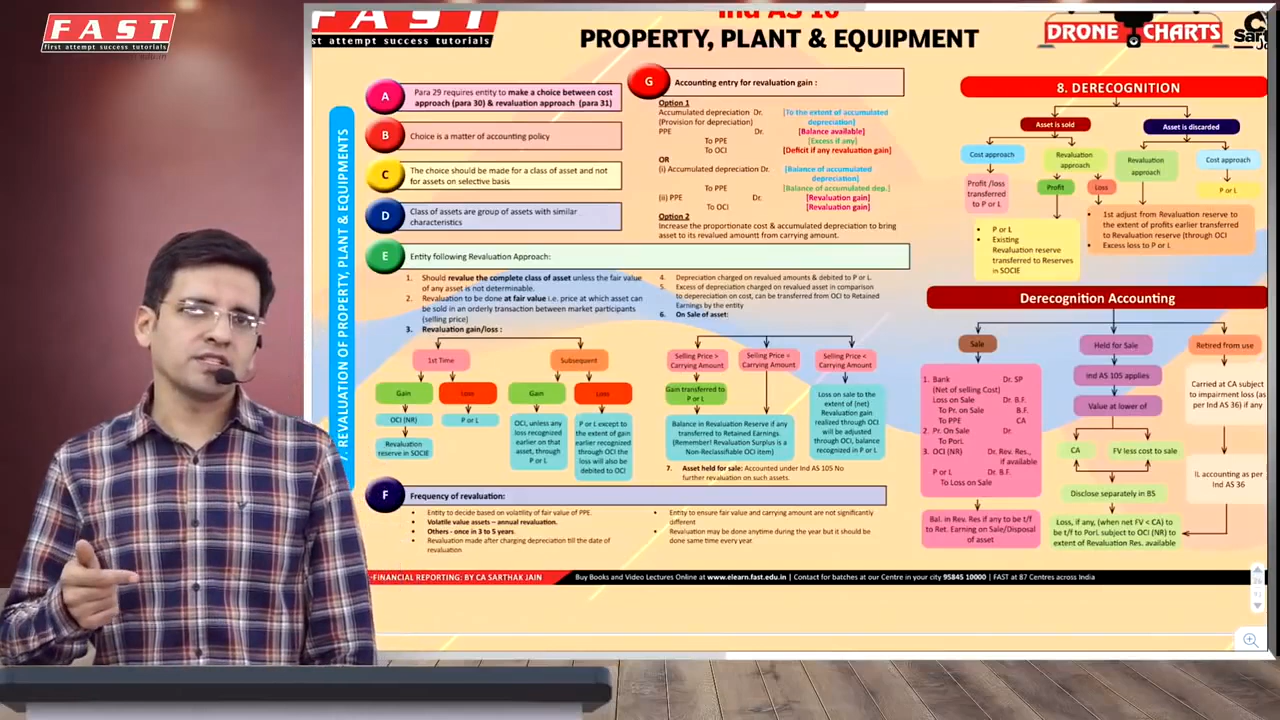 FAST
first attempt success tutorials
FAST
st attempt success tutorials
Ind AS 16
PROPERTY, PLANT & EQUIPMENT
DRONE CHARTS
7. REVALUATION OF PROPERTY, PLANT & EQUIPMENTS
A
Para 29 requires entity to make a choice between cost
approach (para 30) & revaluation approach (para 31)
B
Choice is a matter of accounting policy
C
The choice should be made for a class of asset and not
for assets on selective basis
D
Class of assets are group of assets with similar
characteristics
E
Entity following Revaluation Approach:
1. Should revalue the complete class of asset unless the fair value
of any asset is not determinable.
2. Revaluation to be done at fair value i.e. price at which asset can
be sold in an orderly transaction between market participants
(selling price)
3. Revaluation gain/loss :
1st Time
Subsequent
Gain
Loss
Gain
Loss
OCI (NR)
P or L
Revaluation
reserve in SOCIE
OCI, unless any
loss recognized
earlier on that
asset, through
P or L
P or L except to
the extent of gain
earlier recognized
through OCI the
loss will also be
debited to OCI
4. Depreciation charged on revalued amounts & debited to P or L.
5. Excess of depreciation charged on revalued asset in comparison
to depreciation on cost, can be transferred from OCI to Retained
Earnings by the entity
6. On Sale of asset:
Selling Price >
Carrying Amount
Selling Price <
Carrying Amount
Selling Price <
Carrying Amount
Gain transferred to
P or L
Balance in Revaluation Reserve if any
transferred to Retained Earnings.
(Remember! Revaluation Surplus is a
Non-Reclassifiable OCI item)
Loss on sale to the
extent of (net)
Revaluation gain
realized through OCI
will be adjusted
through OCI, balance
recognized in P or L
7. Asset held for sale: Accounted under Ind AS 105 No
further revaluation on such assets.
F
Frequency of revaluation:
• Entity to decide based on volatility of fair value of PPE.
• Volatile value assets – annual revaluation.
• Others - once in 3 to 5 years.
• Revaluation made after charging depreciation till the date of
revaluation
• Entity to ensure fair value and carrying amount are not significantly
different
• Revaluation may be done anytime during the year but it should be
done same time every year.
G
Accounting entry for revaluation gain :
Option 1
Accumulated depreciation Dr. [To the extent of accumulated
(Provision for depreciation) depreciation]
PPE Dr. [Balance available]
To PPE [Excess if any]
To OCI [Deficit if any revaluation gain]
OR
(i) Accumulated depreciation Dr. [Balance of accumulated
depreciation]
To PPE [Balance of accumulated dep.]
(ii) PPE Dr. [Revaluation gain]
To OCI [Revaluation gain]
Option 2
Increase the proportionate cost & accumulated depreciation to bring
asset to its revalued amount from carrying amount.
8. DERECOGNITION
Asset is sold
Asset is discarded
Cost approach
Revaluation
approach
Revaluation
approach
Cost approach
Profit /loss
transferred
to P or L
Profit
Loss
P or L
• P or L
• Existing
Revaluation reserve
transferred to Reserves
in SOCIE
• 1st adjust from Revaluation reserve to
the extent of profits earlier transferred
to Revaluation reserve (through OCI
• Excess loss to P or L
Derecognition Accounting
Sale
Held for Sale
Retired from use
1. Bank Dr. SP
(Net of selling Cost)
Loss on Sale Dr. B.F.
To Pr. on Sale B.F.
To PPE CA
2. Pr. On Sale Dr.
To PorL
3. OCI (NR) Dr. Rev. Res.,
if available
P or L Dr. B.F.
To Loss on Sale
Bal. in Rev. Res if any to be t/f
to Ret. Earning on Sale/Disposal
of asset
Ind AS 105 applies
Value at lower of
CA
FV less cost to sale
Disclose separately in BS
Loss, if any, (when net FV < CA) to
be t/f to PorL subject to OCI (NR) to
extent of Revaluation Res. available
Carried at CA subject
to impairment loss (as
per Ind AS 36) if any
IL accounting as per
Ind AS 36
FINANCIAL REPORTING: BY CA SARTHAK JAIN
Buy Books and Video Lectures Online at www.elearn.fast.edu.in | Contact for batches at our Centre in your city 95845 10000 | FAST at 87 Centres across India
26